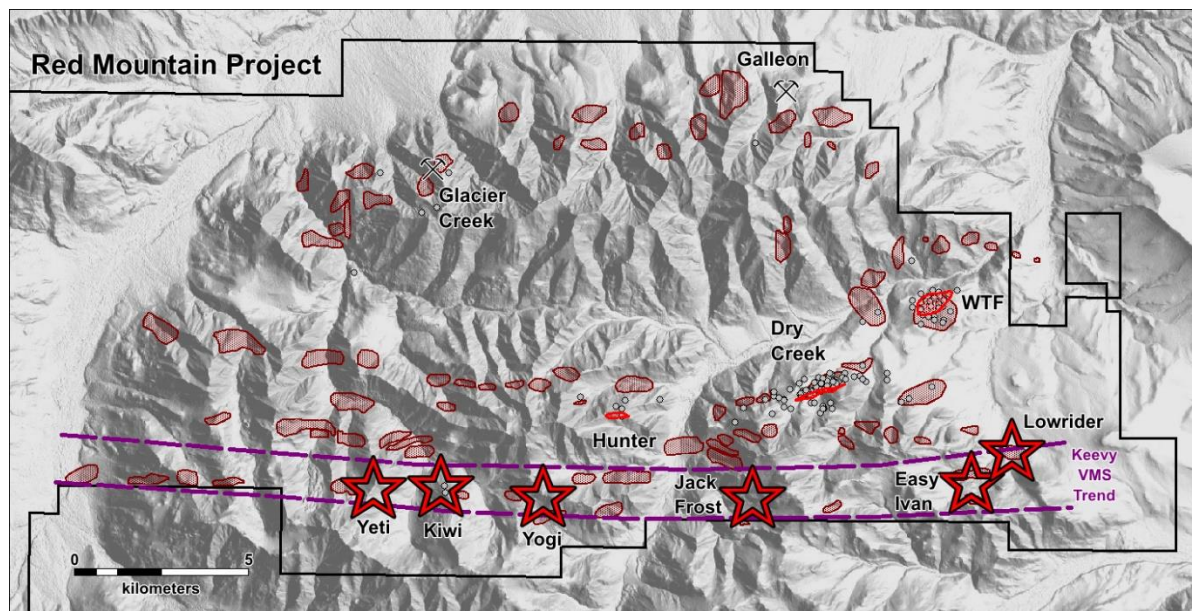 Red Mountain Project
Galleon
Glacier
Creek
WTF
Dry
Creek
Hunter
Lowrider
Keevy
VMS
Trend
Jack
Frost
Easy
Ivan
Yeti
Kiwi
Yogi
0
5
kilometers